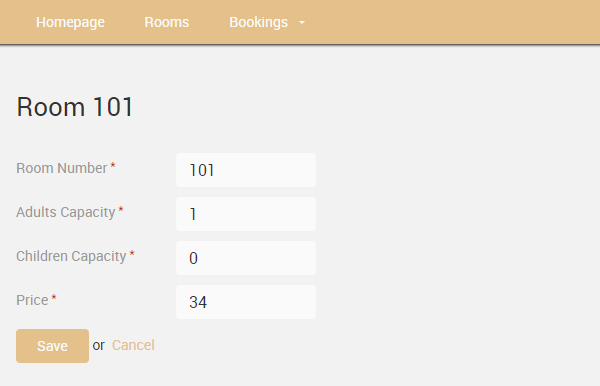 Homepage Rooms Bookings
Room 101
Room Number * 101
Adults Capacity * 1
Children Capacity * 0
Price * 34
Save or Cancel